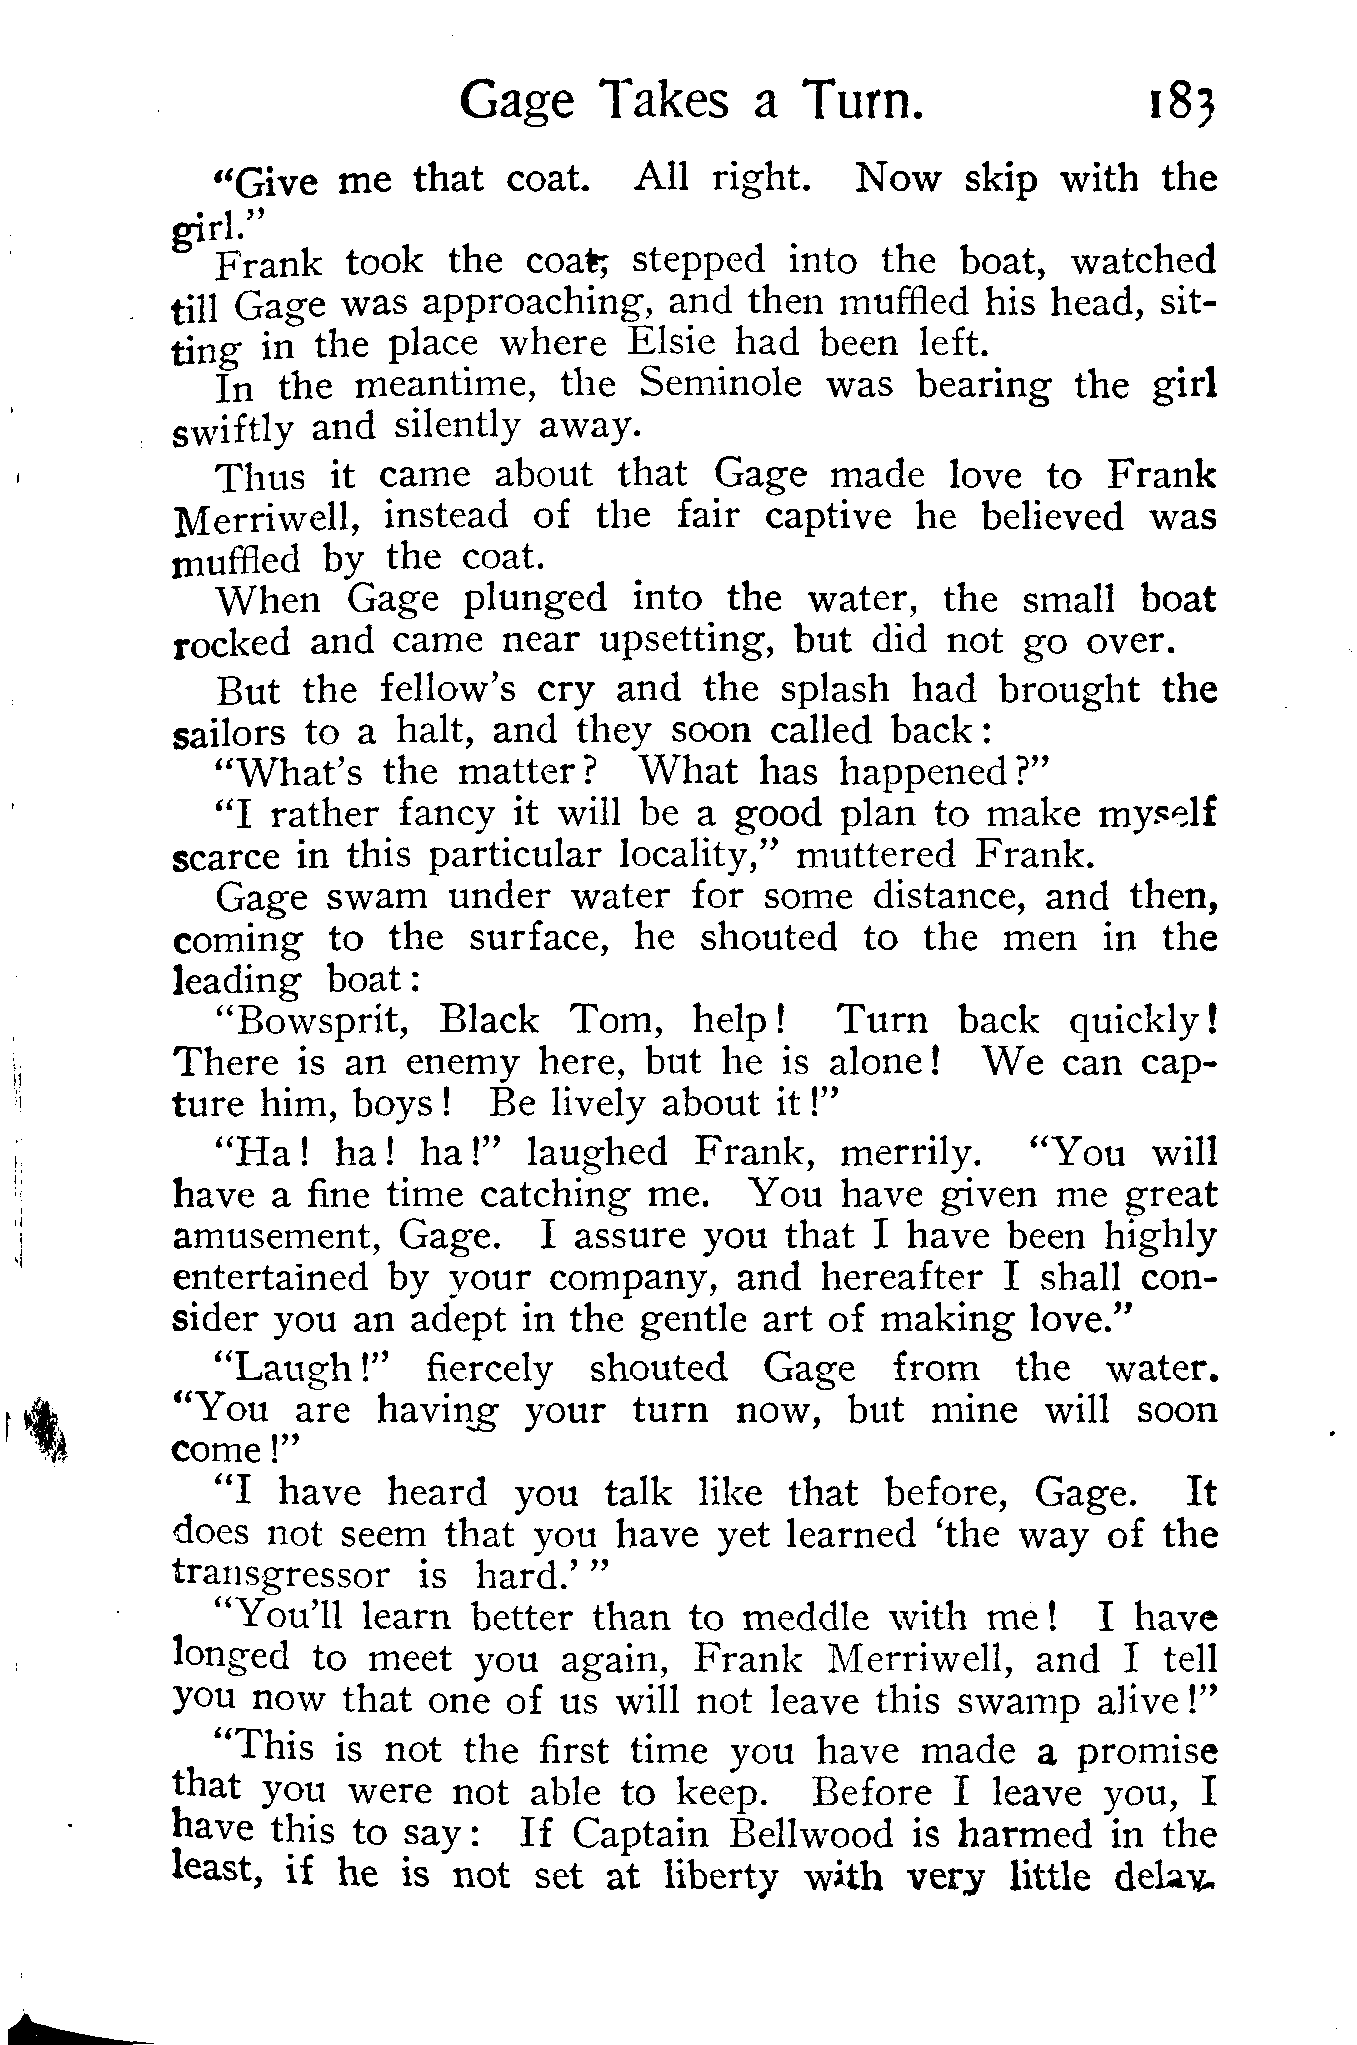 Gage Takes a Turn. 183
“Give me that coat. All right. Now skip with the
girl.”
Frank took the coat, stepped into the boat, watched
till Gage was approaching, and then muffled his head, sit-
ting in the place where Elsie had been left.
In the meantime, the Seminole was bearing the girl
swiftly and silently away.
Thus it came about that Gage made love to Frank
Merriwell, instead of the fair captive he believed was
muffled by the coat.
When Gage plunged into the water, the small boat
rocked and came near upsetting, but did not go over.
But the fellow’s cry and the splash had brought the
sailors to a halt, and they soon called back:
“What’s the matter? What has happened?”
“I rather fancy it will be a good plan to make myself
scarce in this particular locality,” muttered Frank.
Gage swam under water for some distance, and then,
coming to the surface, he shouted to the men in the
leading boat:
“Bowsprit, Black Tom, help! Turn back quickly!
There is an enemy here, but he is alone! We can cap-
ture him, boys! Be lively about it!”
“Ha! ha! ha!” laughed Frank, merrily. “You will
have a fine time catching me. You have given me great
amusement, Gage. I assure you that I have been highly
entertained by your company, and hereafter I shall con-
sider you an adept in the gentle art of making love.”
“Laugh!” fiercely shouted Gage from the water.
“You are having your turn now, but mine will soon
come!”
“I have heard you talk like that before, Gage. It
does not seem that you have yet learned ‘the way of the
transgressor is hard.’ ”
“You’ll learn better than to meddle with me! I have
longed to meet you again, Frank Merriwell, and I tell
you now that one of us will not leave this swamp alive!”
“This is not the first time you have made a promise
that you were not able to keep. Before I leave you, I
have this to say: If Captain Bellwood is harmed in the
least, if he is not set at liberty with very little delay,